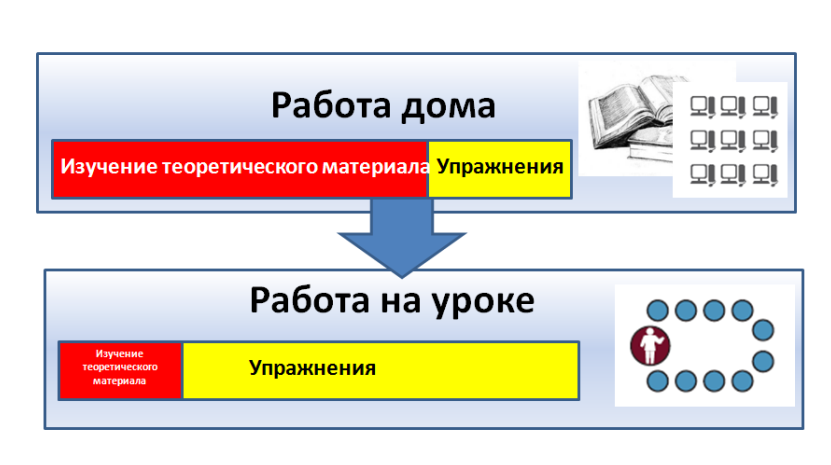 Работа дома
Изучение теоретического материала
Упражнения
Работа на уроке
Изучение
теоретического
материала
Упражнения